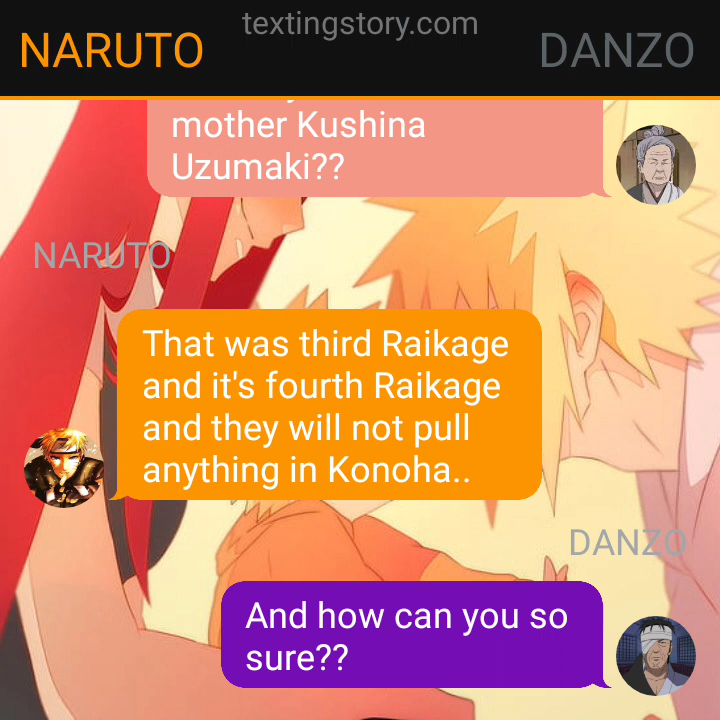 textingstory.com
NARUTO DANZO
mother Kushina
Uzumaki??
NARUTO
That was third Raikage
and it's fourth Raikage
and they will not pull
anything in Konoha..
DANZO
And how can you so
sure??